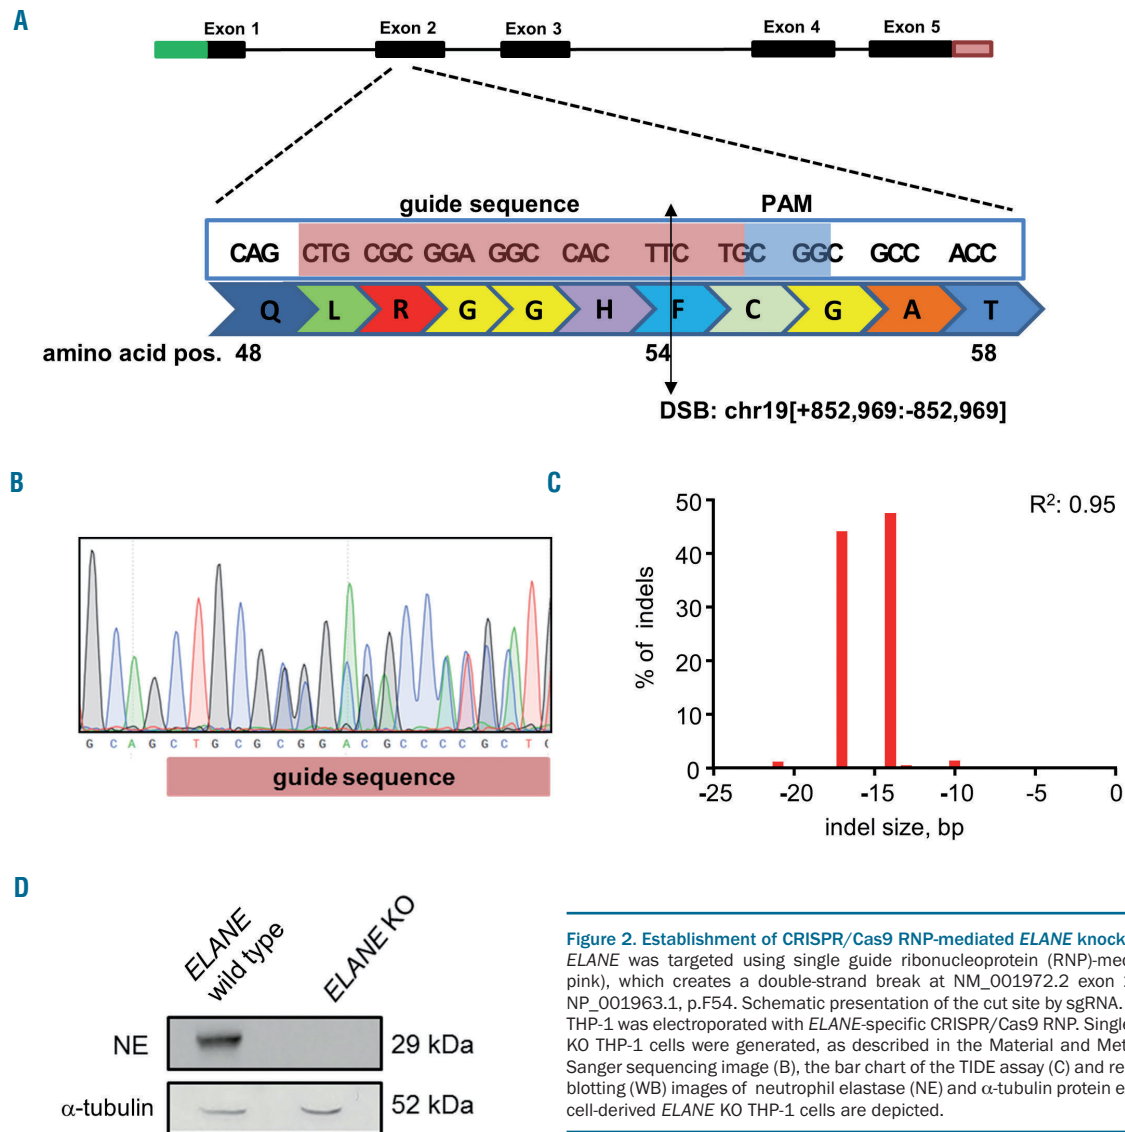 A
Exon 1 Exon 2 Exon 3 Exon 4 Exon 5
guide sequence PAM
CAG CTG CGC GGA GGC CAC TTC TGC GGC GCC ACC
Q L R G G H F C G A T
amino acid pos. 48 54 58
DSB: chr19[+852,969:-852,969]
B
G C A G C T G C G C G G A C G C C C C G C T
guide sequence
C
R²: 0.95
50
40
30
20
10
0
% of indels
-25 -20 -15 -10 -5 0
indel size, bp
D
ELANE wild type
ELANE KO
NE 29 kDa
α-tubulin 52 kDa
Figure 2. Establishment of CRISPR/Cas9 RNP-mediated ELANE knock
ELANE was targeted using single guide ribonucleoprotein (RNP)-med
pink), which creates a double-strand break at NM_001972.2 exon
NP_001963.1, p.F54. Schematic presentation of the cut site by sgRNA.
THP-1 was electroporated with ELANE-specific CRISPR/Cas9 RNP. Single
KO THP-1 cells were generated, as described in the Material and Met
Sanger sequencing image (B), the bar chart of the TIDE assay (C) and re
blotting (WB) images of neutrophil elastase (NE) and α-tubulin protein e
cell-derived ELANE KO THP-1 cells are depicted.